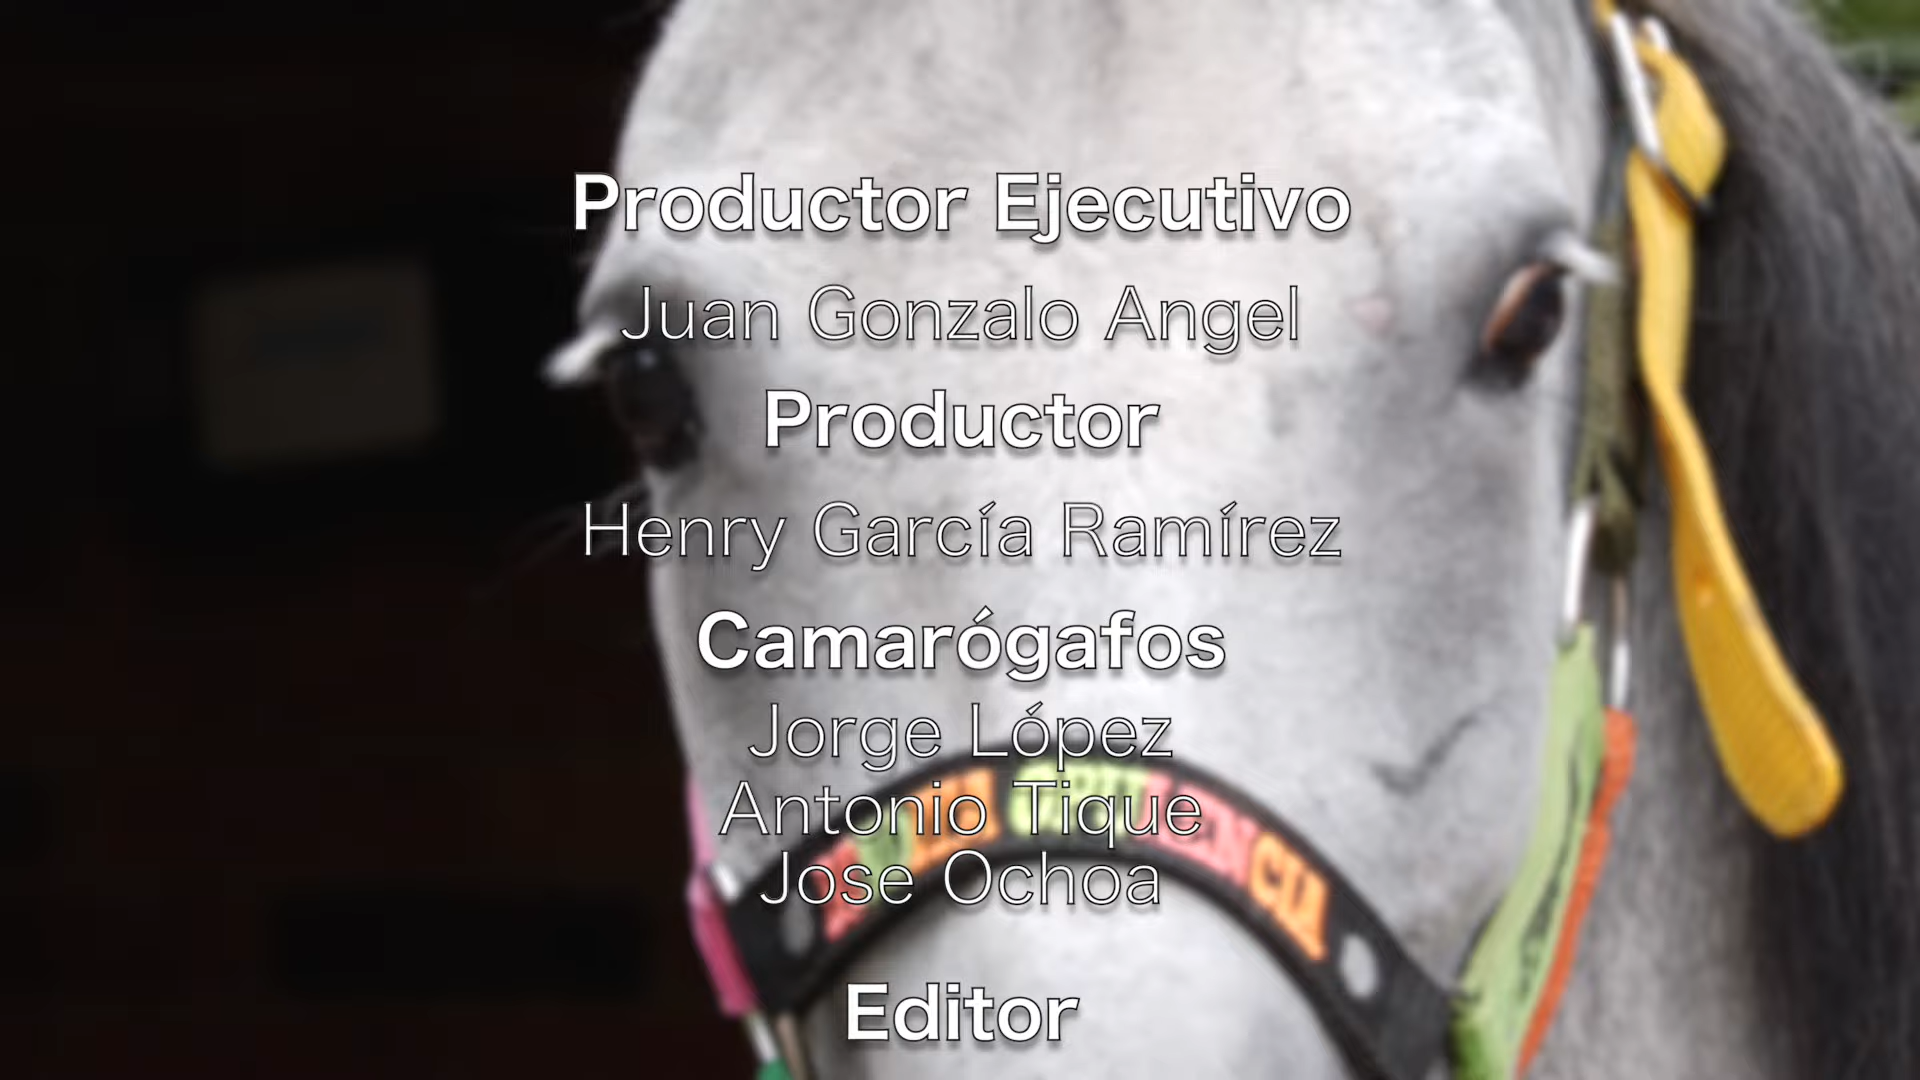 Productor Ejecutivo
Juan Gonzalo Angel
Productor
Henry García Ramírez
Camarógafos
Jorge López
Antonio Tique
Jose Ochoa
Editor